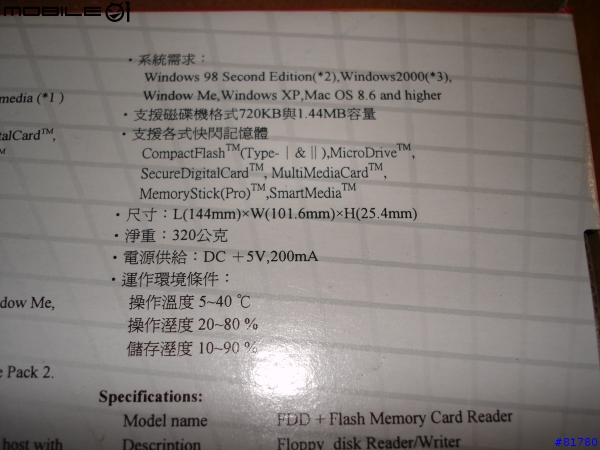 MOBILE01
・系統需求：
Windows 98 Second Edition(*2),Windows2000(*3),
Window Me,Windows XP,Mac OS 8.6 and higher
media (*1 )
・支援磁碟機格式720KB與1.44MB容量
・支援各式快閃記憶體
talCard™,
CompactFlash™(Type-｜&∥),MicroDrive™,
SecureDigitalCard™, MultiMediaCard™,
MemoryStick(Pro)™,SmartMedia™
・尺寸：L(144mm)×W(101.6mm)×H(25.4mm)
・淨重：320公克
・電源供給：DC ＋5V,200mA
・運作環境條件：
dow Me,
操作溫度 5~40 ℃
操作溼度 20~80 %
儲存溼度 10~90 %
e Pack 2.
Specifications:
Model name FDD + Flash Memory Card Reader
host with
Description Floppy disk Reader/Writer
#81780